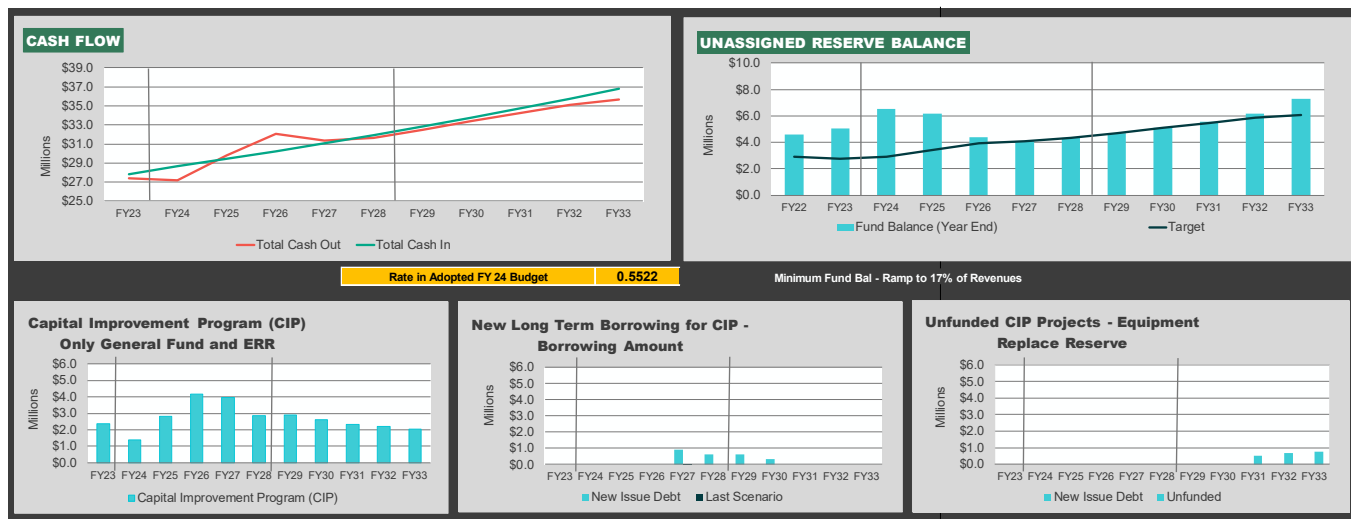 CASH FLOW
$39.0
$37.0
$35.0
$33.0
$31.0
$29.0
$27.0
$25.0
Millions
FY23 FY24 FY25 FY26 FY27 FY28 FY29 FY30 FY31 FY32 FY33
Total Cash Out Total Cash In
UNASSIGNED RESERVE BALANCE
$10.0
$8.0
$6.0
$4.0
$2.0
$0.0
Millions
FY22 FY23 FY24 FY25 FY26 FY27 FY28 FY29 FY30 FY31 FY32 FY33
Fund Balance (Year End) Target
Rate in Adopted FY 24 Budget 0.5522
Minimum Fund Bal - Ramp to 17% of Revenues
Capital Improvement Program (CIP)
Only General Fund and ERR
$6.0
$5.0
$4.0
$3.0
$2.0
$1.0
$0.0
Millions
FY23 FY24 FY25 FY26 FY27 FY28 FY29 FY30 FY31 FY32 FY33
Capital Improvement Program (CIP)
New Long Term Borrowing for CIP -
Borrowing Amount
$6.0
$5.0
$4.0
$3.0
$2.0
$1.0
$0.0
Millions
FY23 FY24 FY25 FY26 FY27 FY28 FY29 FY30 FY31 FY32 FY33
New Issue Debt Last Scenario
Unfunded CIP Projects - Equipment
Replace Reserve
$6.0
$5.0
$4.0
$3.0
$2.0
$1.0
$0.0
Millions
FY23 FY24 FY25 FY26 FY27 FY28 FY29 FY30 FY31 FY32 FY33
New Issue Debt Unfunded